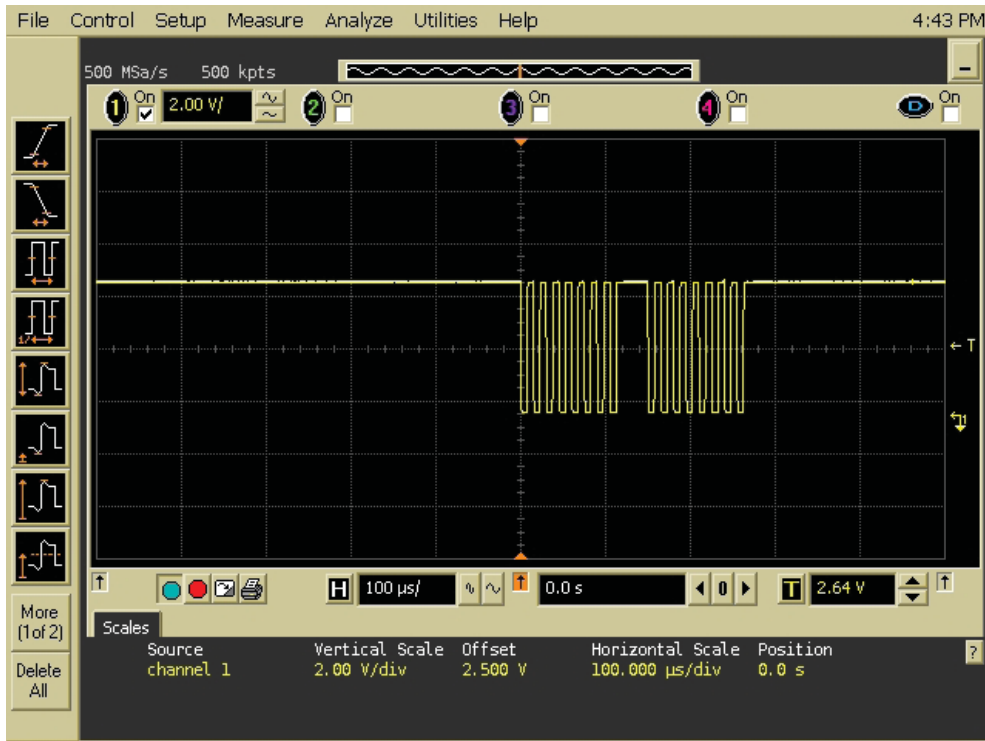 File Control Setup Measure Analyze Utilities Help 4:43 PM
500 MSa/s 500 kpts
1 On 2.00 V/ 2 On 3 On 4 On D On
1/
T
1
H 100 µs/ 0.0 s 0 T 2.64 V
More
(1of 2)
Delete
All
Scales
Source Vertical Scale Offset Horizontal Scale Position ?
channel 1 2.00 V/div 2.500 V 100.000 µs/div 0.0 s